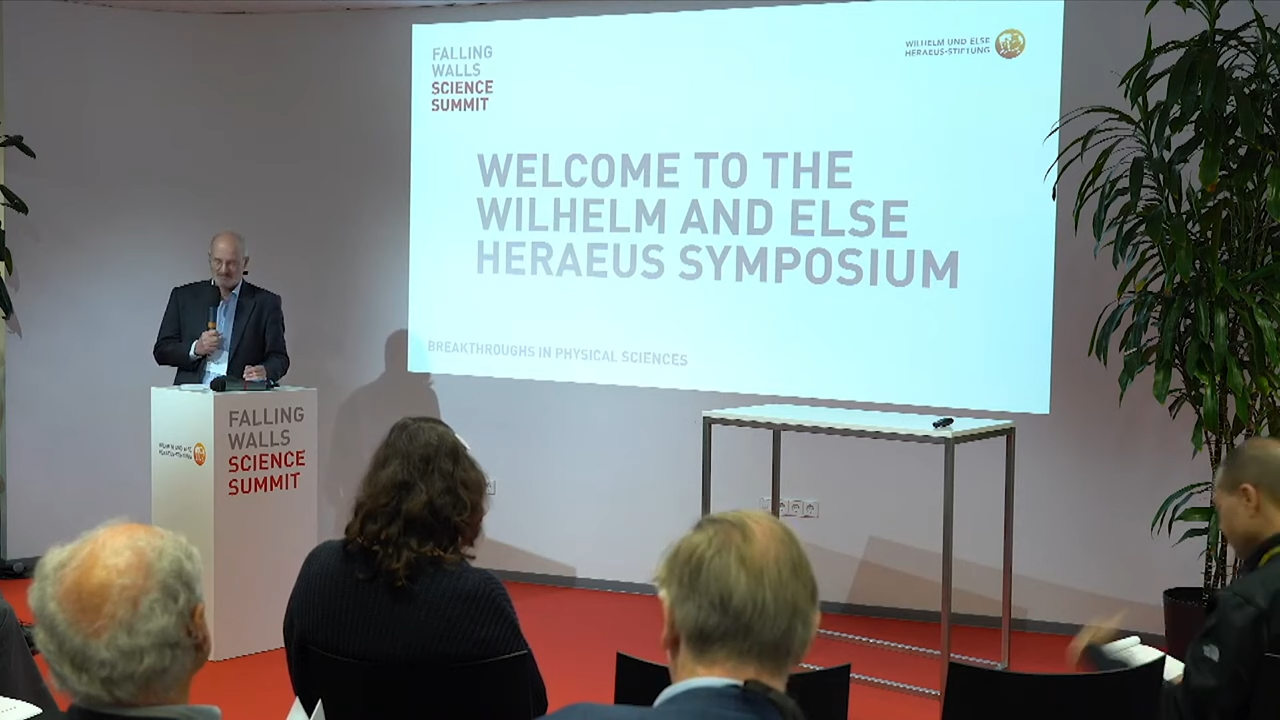 FALLING
WALLS
SCIENCE
SUMMIT
WILHELM UND ELSE
HERAEUS-STIFTUNG
WELCOME TO THE
WILHELM AND ELSE
HERAEUS SYMPOSIUM
BREAKTHROUGHS IN PHYSICAL SCIENCES
FALLING
WALLS
SCIENCE
SUMMIT